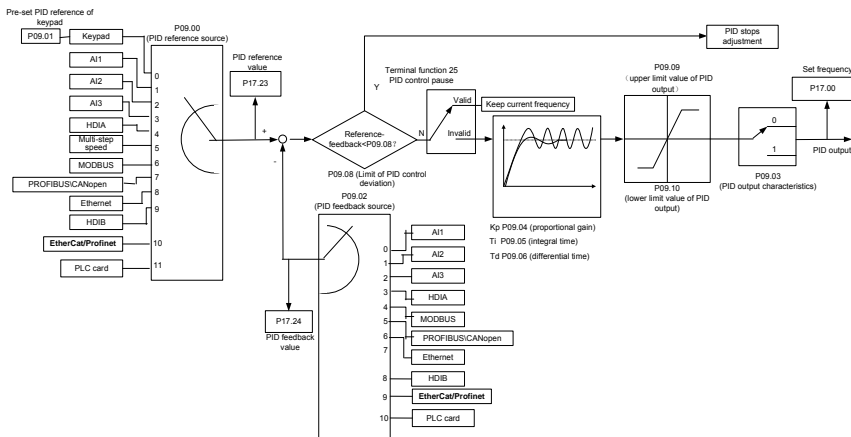 Pre-set PID reference of
keypad
P09.01
Keypad
AI1
AI2
AI3
HDIA
Multi-step
speed
MODBUS
PROFIBUS\CANopen
Ethernet
HDIB
EtherCat/Profinet
PLC card
P09.00
(PID reference source)
0
1
2
3
4
5
6
7
8
9
10
11
PID reference
value
P17.23
+
-
Reference-
feedback<P09.08?
Y
N
P09.08 (Limit of PID control
deviation)
PID stops
adjustment
Terminal function 25
PID control pause
Valid
Invalid
Keep current frequency
Kp P09.04 (proportional gain)
Ti P09.05 (integral time)
Td P09.06 (differential time)
P09.09
(upper limit value of PID
output)
P09.10
(lower limit value of PID
output)
0
1
P09.03
(PID output characteristics)
Set frequency
P17.00
PID output
P09.02
(PID feedback source)
P17.24
PID feedback
value
0
1
2
3
4
5
6
7
8
9
10
AI1
AI2
AI3
HDIA
MODBUS
PROFIBUS\CANopen
Ethernet
HDIB
EtherCat/Profinet
PLC card